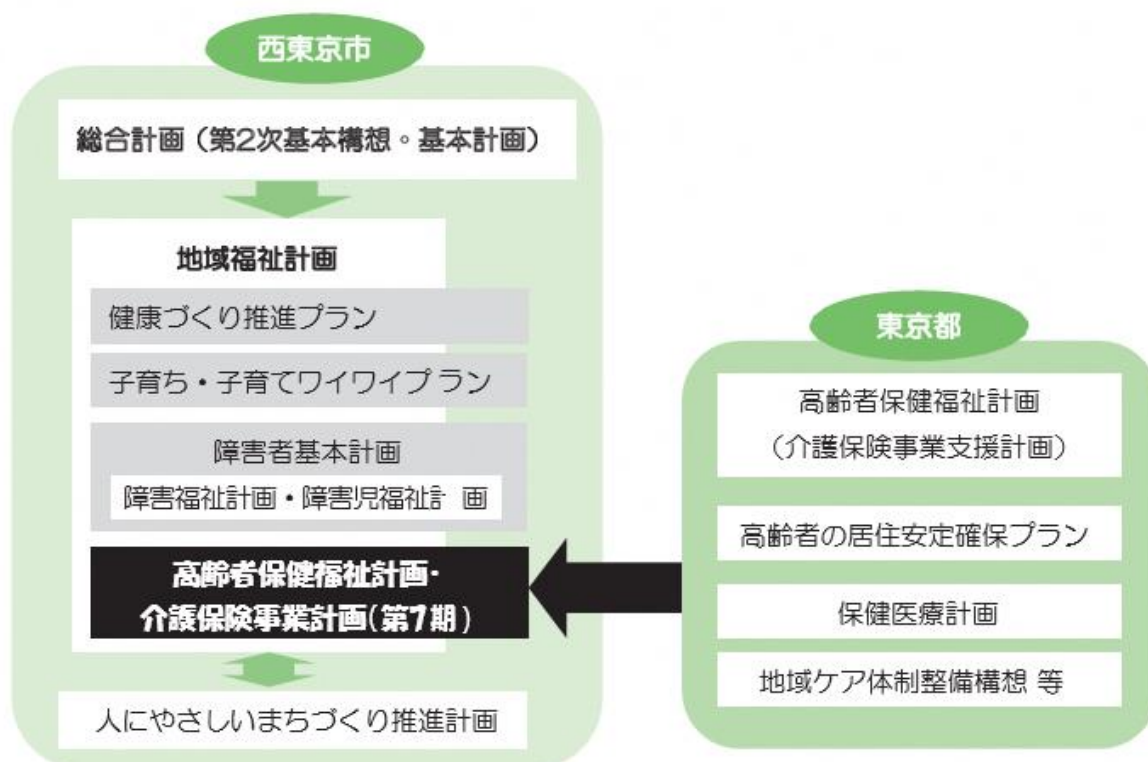 西東京市
総合計画（第2次基本構想。基本計画）
地域福祉計画
健康づくり推進プラン
子育ち・子育てワイワイプラン
障害者基本計画
障害福祉計画・障害児福祉計 画
高齢者保健福祉計画・
介護保険事業計画(第7期)
人にやさしいまちづくり推進計画
東京都
高齢者保健福祉計画
（介護保険事業支援計画）
高齢者の居住安定確保プラン
保健医療計画
地域ケア体制整備構想 等